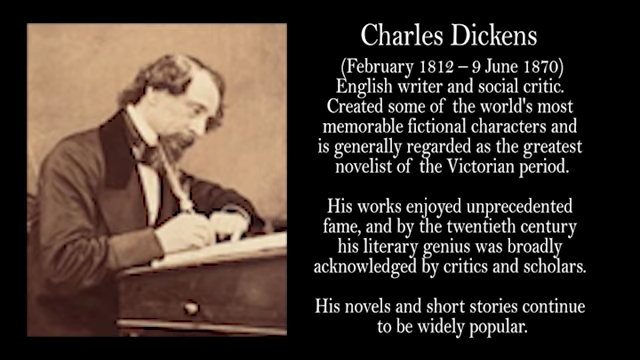 Charles Dickens
(February 1812 – 9 June 1870)
English writer and social critic.
Created some of the world's most
memorable fictional characters and
is generally regarded as the greatest
novelist of the Victorian period.
His works enjoyed unprecedented
fame, and by the twentieth century
his literary genius was broadly
acknowledged by critics and scholars.
His novels and short stories continue
to be widely popular.